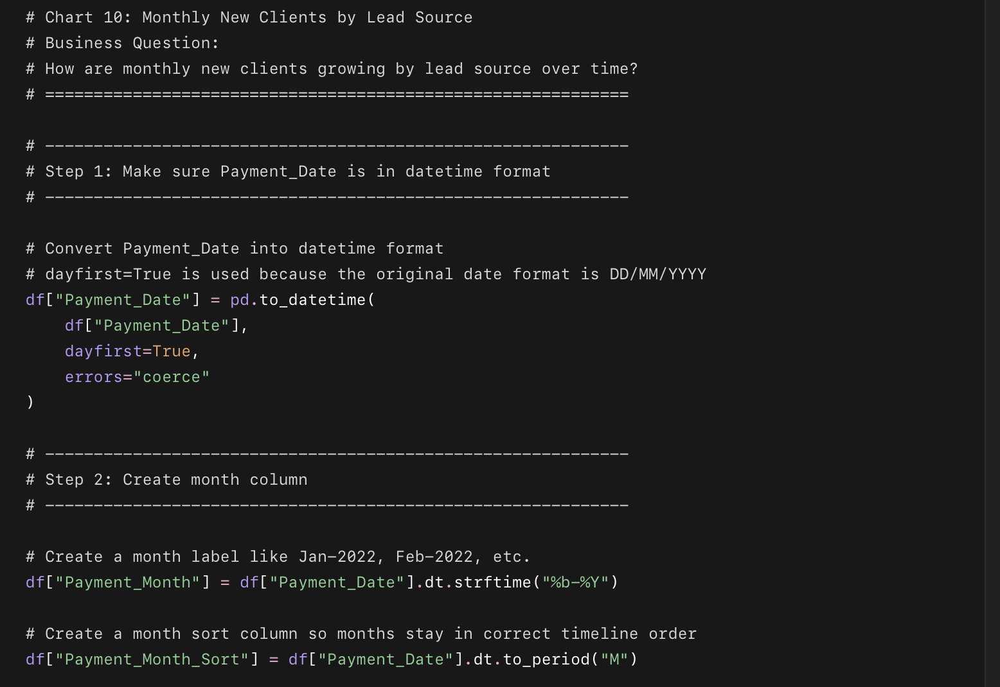 # Chart 10: Monthly New Clients by Lead Source
# Business Question:
# How are monthly new clients growing by lead source over time?
# ============================================================
# ------------------------------------------------------------
# Step 1: Make sure Payment_Date is in datetime format
# ------------------------------------------------------------
# Convert Payment_Date into datetime format
# dayfirst=True is used because the original date format is DD/MM/YYYY
df["Payment_Date"] = pd.to_datetime(
    df["Payment_Date"],
    dayfirst=True,
    errors="coerce"
)
# ------------------------------------------------------------
# Step 2: Create month column
# ------------------------------------------------------------
# Create a month label like Jan-2022, Feb-2022, etc.
df["Payment_Month"] = df["Payment_Date"].dt.strftime("%b-%Y")
# Create a month sort column so months stay in correct timeline order
df["Payment_Month_Sort"] = df["Payment_Date"].dt.to_period("M")